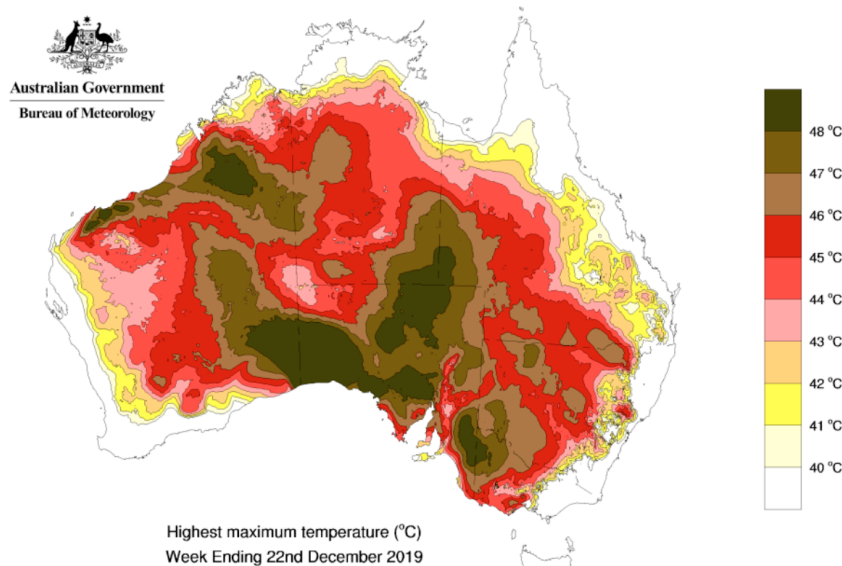 Australian Government
Bureau of Meteorology
48 °C
47 °C
46 °C
45 °C
44 °C
43 °C
42 °C
41 °C
40 °C
Highest maximum temperature (°C)
Week Ending 22nd December 2019